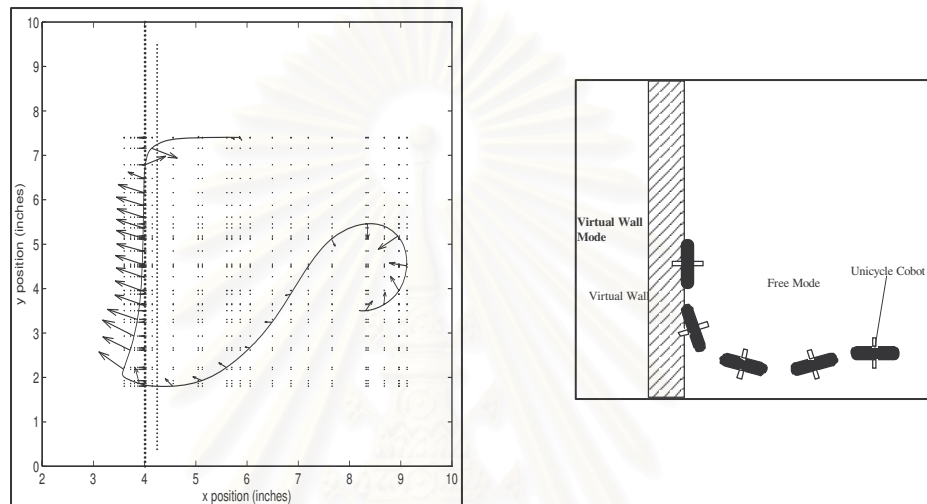 10
9
8
7
6
5
4
3
2
1
0
y position (inches)
2 3 4 5 6 7 8 9 10
x position (inches)
Virtual Wall
Mode
Virtual Wall
Free Mode
Unicycle Cobot